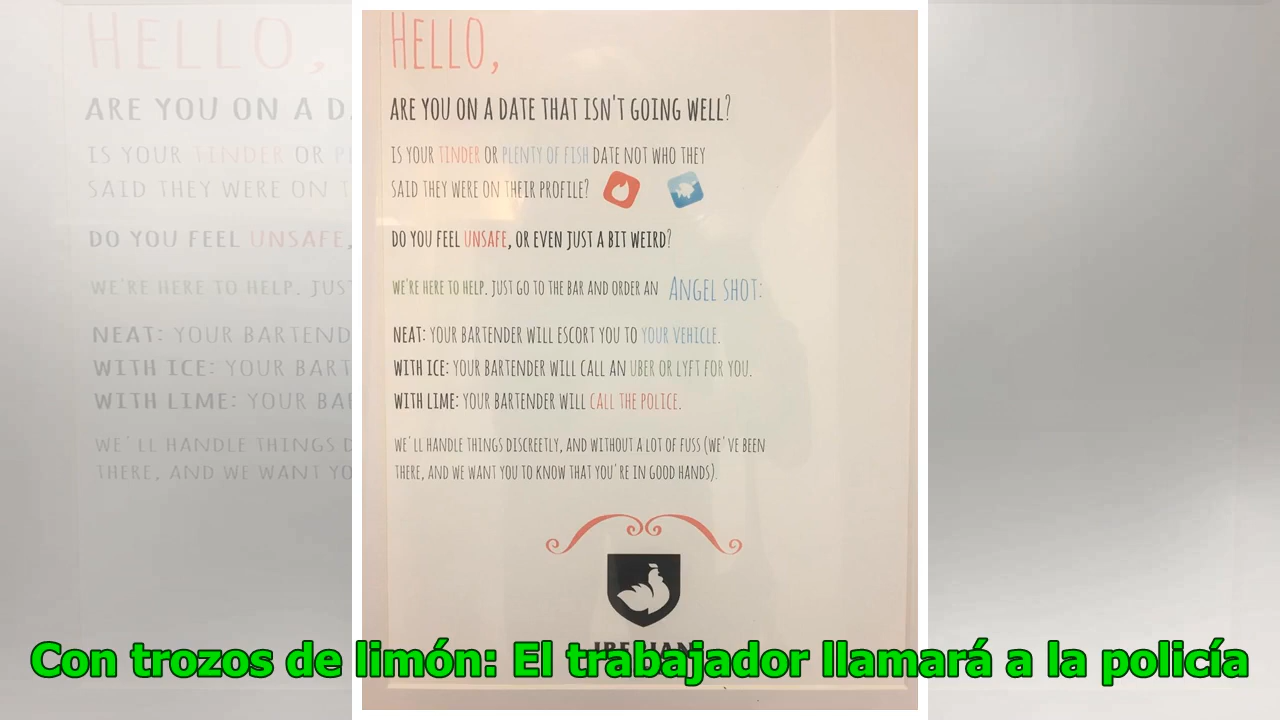 HELLO,
ARE YOU ON A DATE THAT ISN'T GOING WELL?
IS YOUR TINDER OR PLENTY OF FISH DATE NOT WHO THEY
SAID THEY WERE ON THEIR PROFILE?
DO YOU FEEL UNSAFE, OR EVEN JUST A BIT WEIRD?
WE'RE HERE TO HELP. JUST GO TO THE BAR AND ORDER AN ANGEL SHOT:
NEAT: YOUR BARTENDER WILL ESCORT YOU TO YOUR VEHICLE.
WITH ICE: YOUR BARTENDER WILL CALL AN UBER OR LYFT FOR YOU.
WITH LIME: YOUR BARTENDER WILL CALL THE POLICE.
WE'LL HANDLE THINGS DISCREETLY, AND WITHOUT A LOT OF FUSS (WE'VE BEEN
THERE, AND WE WANT YOU TO KNOW THAT YOU'RE IN GOOD HANDS).
Con trozos de limón: El trabajador llamará a la policía